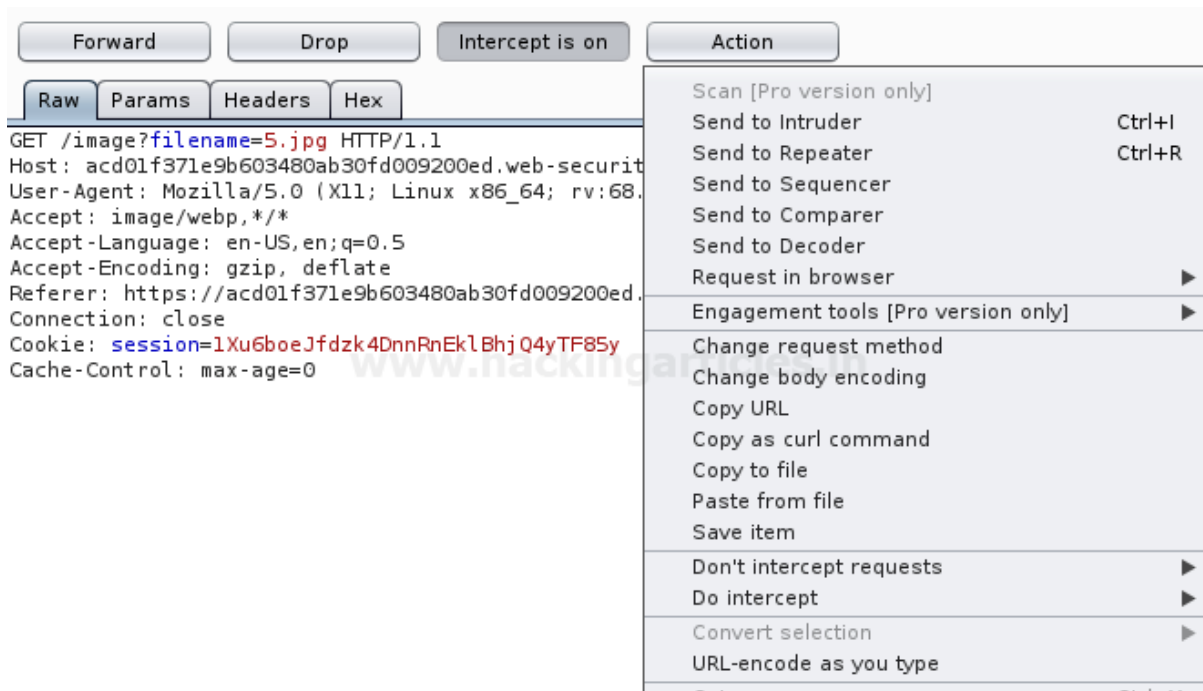 Forward Drop Intercept is on Action
Raw Params Headers Hex
GET /image?filename=5.jpg HTTP/1.1
Host: acd01f371e9b603480ab30fd009200ed.web-securit
User-Agent: Mozilla/5.0 (X11; Linux x86_64; rv:68.
Accept: image/webp,*/*
Accept-Language: en-US,en;q=0.5
Accept-Encoding: gzip, deflate
Referer: https://acd01f371e9b603480ab30fd009200ed.
Connection: close
Cookie: session=1Xu6boeJfdzk4DnnRnEklBhjQ4yTF85y
Cache-Control: max-age=0
www.hackingarticles.in
Scan [Pro version only]
Send to Intruder Ctrl+I
Send to Repeater Ctrl+R
Send to Sequencer
Send to Comparer
Send to Decoder
Request in browser
Engagement tools [Pro version only]
Change request method
Change body encoding
Copy URL
Copy as curl command
Copy to file
Paste from file
Save item
Don't intercept requests
Do intercept
Convert selection
URL-encode as you type